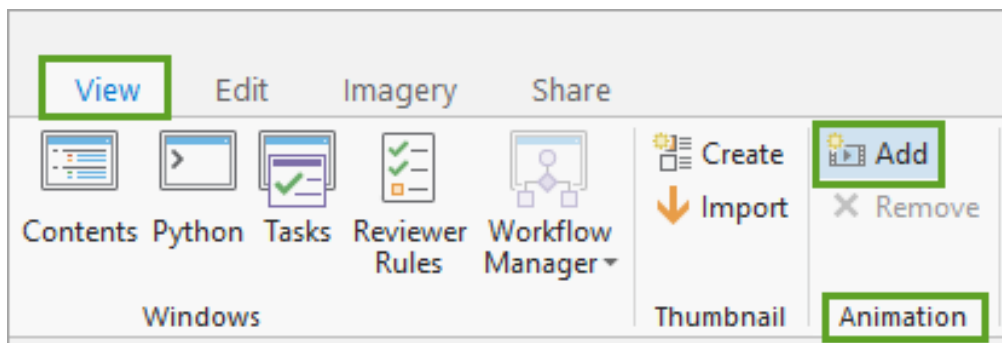 View Edit Imagery Share
Create Add
Import Remove
Contents Python Tasks Reviewer Rules Workflow Manager
Windows Thumbnail Animation